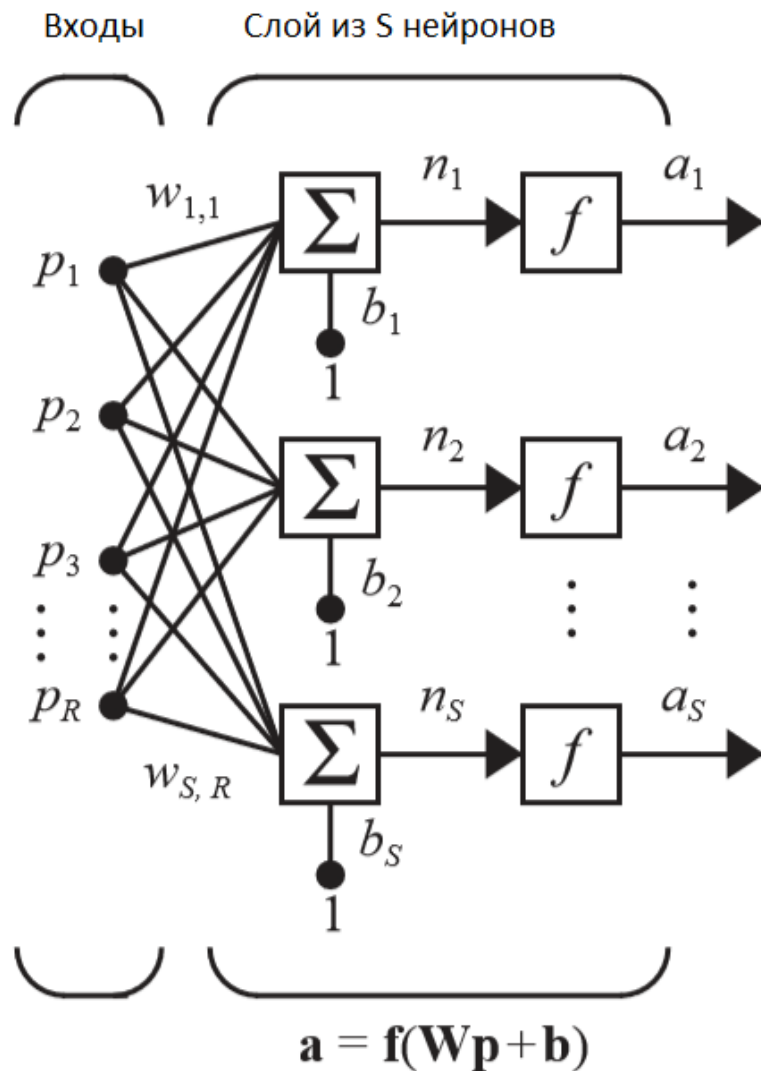 Входы Слой из S нейронов
w1,1 n1 a1
Σ f
p1
b1
1
p2
n2 a2
Σ f
p3
b2
1
pR
nS aS
Σ f
wS, R
bS
1
a = f(Wp + b)